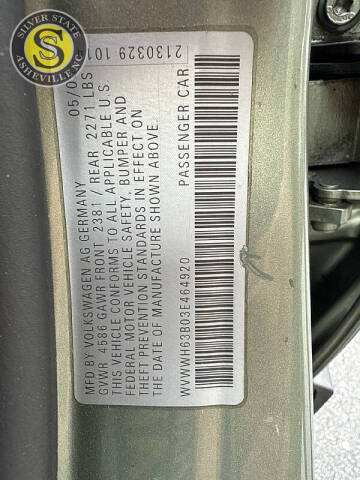 SILVER STATE
S
ASHEVILLE, NC
MFD BY VOLKSWAGEN AG GERMANY 05/0
GVWR 4586 GAWR FRONT 2381 / REAR 2271 LBS
THIS VEHICLE CONFORMS TO ALL APPLICABLE U.S.
FEDERAL MOTOR VEHICLE SAFETY, BUMPER AND
THEFT PREVENTION STANDARDS IN EFFECT ON
THE DATE OF MANUFACTURE SHOWN ABOVE.
2130329 101
WVWWH63B03E464920 PASSENGER CAR